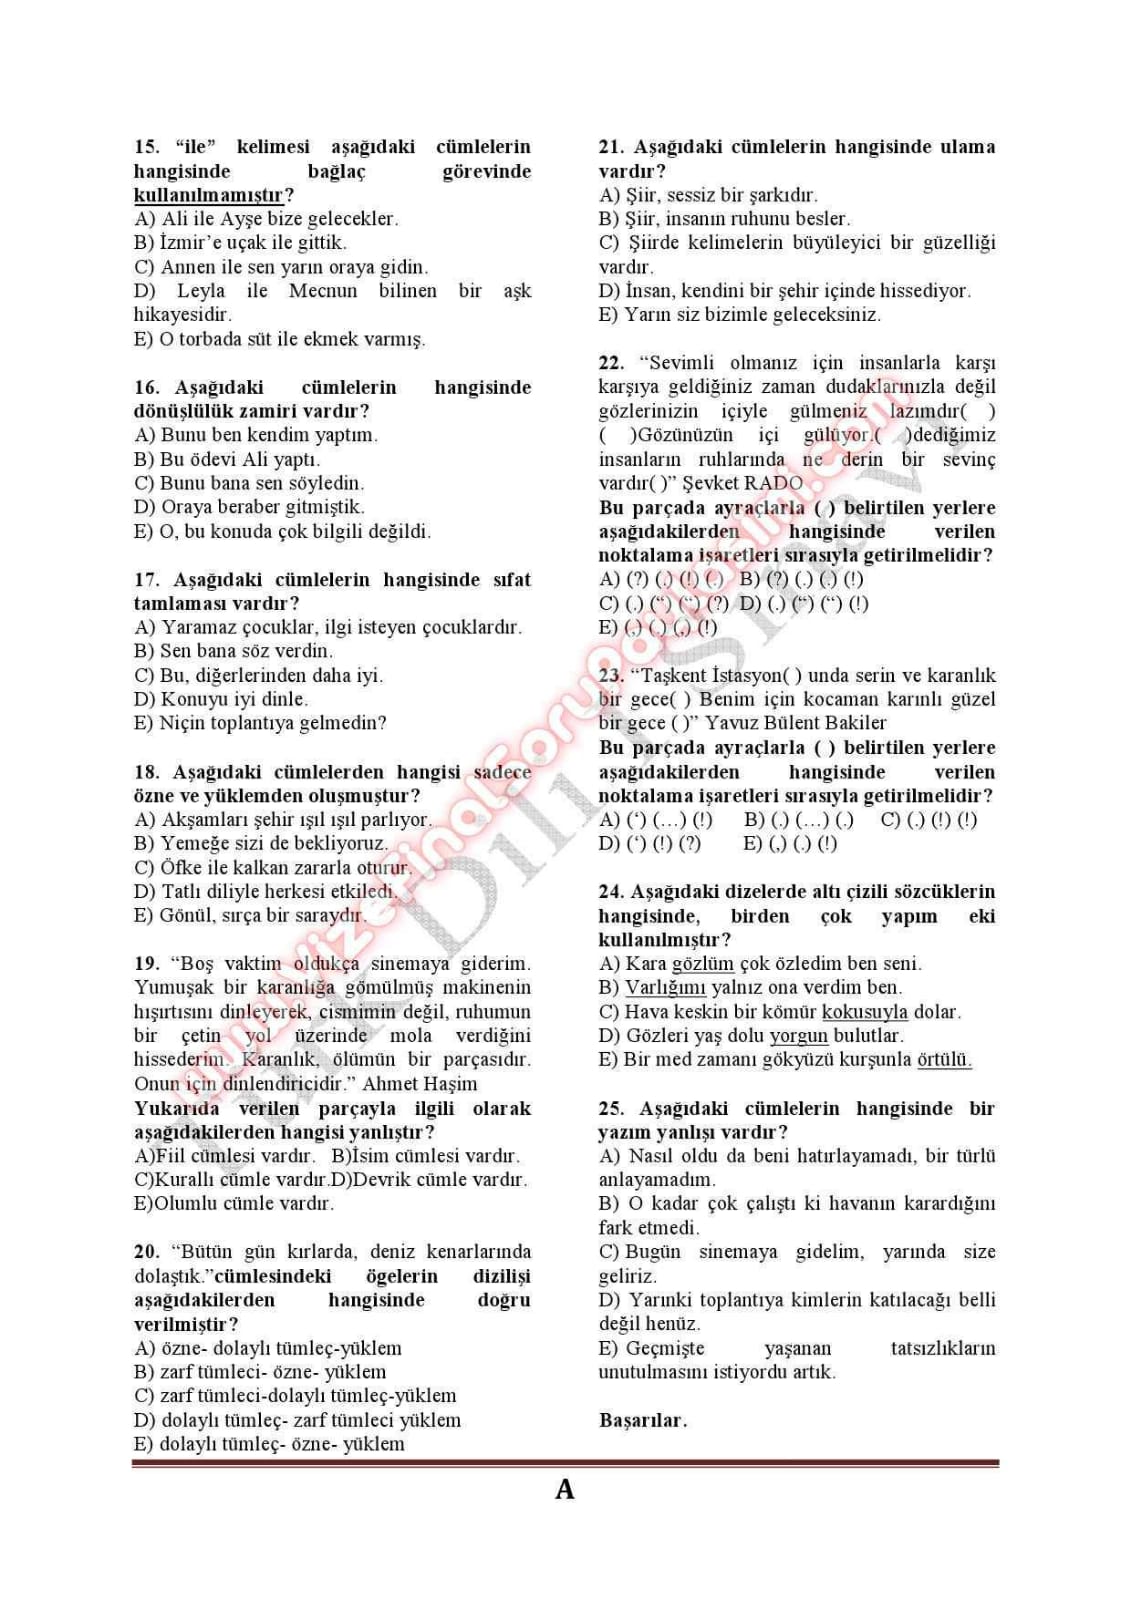 15. “ile” kelimesi aşağıdaki cümlelerin
hangisinde bağlaç görevinde
kullanılmamıştır?
A) Ali ile Ayşe bize gelecekler.
B) İzmir’e uçak ile gittik.
C) Annen ile sen yarın oraya gidin.
D) Leyla ile Mecnun bilinen bir aşk
hikayesidir.
E) O torbada süt ile ekmek varmış.
16. Aşağıdaki cümlelerin hangisinde
dönüşlülük zamiri vardır?
A) Bunu ben kendim yaptım.
B) Bu ödevi Ali yaptı.
C) Bunu bana sen söyledin.
D) Oraya beraber gitmiştik.
E) O, bu konuda çok bilgili değildi.
17. Aşağıdaki cümlelerin hangisinde sıfat
tamlaması vardır?
A) Yaramaz çocuklar, ilgi isteyen çocuklardır.
B) Sen bana söz verdin.
C) Bu, diğerlerinden daha iyi.
D) Konuyu iyi dinle.
E) Niçin toplantıya gelmedin?
18. Aşağıdaki cümlelerden hangisi sadece
özne ve yüklemden oluşmuştur?
A) Akşamları şehir ışıl ışıl parlıyor.
B) Yemeğe sizi de bekliyoruz.
C) Öfke ile kalkan zararla oturur.
D) Tatlı diliyle herkesi etkiledi.
E) Gönül, sırça bir saraydır.
19. “Boş vaktim oldukça sinemaya giderim.
Yumuşak bir karanlığa gömülmüş makinenin
hışırtısını dinleyerek, cismimin değil, ruhumun
bir çetin yol üzerinde mola verdiğini
hissederim. Karanlık, ölümün bir parçasıdır.
Onun için dinlendiricidir.” Ahmet Haşim
Yukarıda verilen parçayla ilgili olarak
aşağıdakilerden hangisi yanlıştır?
A)Fiil cümlesi vardır. B)İsim cümlesi vardır.
C)Kurallı cümle vardır.D)Devrik cümle vardır.
E)Olumlu cümle vardır.
20. “Bütün gün kırlarda, deniz kenarlarında
dolaştık.”cümlesindeki ögelerin dizilişi
aşağıdakilerden hangisinde doğru
verilmiştir?
A) özne- dolaylı tümleç-yüklem
B) zarf tümleci- özne- yüklem
C) zarf tümleci-dolaylı tümleç-yüklem
D) dolaylı tümleç- zarf tümleci yüklem
E) dolaylı tümleç- özne- yüklem
21. Aşağıdaki cümlelerin hangisinde ulama
vardır?
A) Şiir, sessiz bir şarkıdır.
B) Şiir, insanın ruhunu besler.
C) Şiirde kelimelerin büyüleyici bir güzelliği
vardır.
D) İnsan, kendini bir şehir içinde hissediyor.
E) Yarın siz bizimle geleceksiniz.
22. “Sevimli olmanız için insanlarla karşı
karşıya geldiğiniz zaman dudaklarınızla değil
gözlerinizin içiyle gülmeniz lazımdır( )
( )Gözünüzün içi gülüyor.( )dediğimiz
insanların ruhlarında ne derin bir sevinç
vardır( )” Şevket RADO
Bu parçada ayraçlarla ( ) belirtilen yerlere
aşağıdakilerden hangisinde verilen
noktalama işaretleri sırasıyla getirilmelidir?
A) (?) (.) (!) (.) B) (?) (.) (.) (!)
C) (.) (“) (“) (?) D) (.) (“) (“) (!)
E) (,) (.) (,) (!)
23. “Taşkent İstasyon( ) unda serin ve karanlık
bir gece( ) Benim için kocaman karınlı güzel
bir gece ( )” Yavuz Bülent Bakiler
Bu parçada ayraçlarla ( ) belirtilen yerlere
aşağıdakilerden hangisinde verilen
noktalama işaretleri sırasıyla getirilmelidir?
A) (‘) (…) (!) B) (.) (…) (.) C) (.) (!) (!)
D) (‘) (!) (?) E) (,) (.) (!)
24. Aşağıdaki dizelerde altı çizili sözcüklerin
hangisinde, birden çok yapım eki
kullanılmıştır?
A) Kara gözlüm çok özledim ben seni.
B) Varlığımı yalnız ona verdim ben.
C) Hava keskin bir kömür kokusuyla dolar.
D) Gözleri yaş dolu yorgun bulutlar.
E) Bir med zamanı gökyüzü kurşunla örtülü.
25. Aşağıdaki cümlelerin hangisinde bir
yazım yanlışı vardır?
A) Nasıl oldu da beni hatırlayamadı, bir türlü
anlayamadım.
B) O kadar çok çalıştı ki havanın karardığını
fark etmedi.
C) Bugün sinemaya gidelim, yarında size
geliriz.
D) Yarınki toplantıya kimlerin katılacağı belli
değil henüz.
E) Geçmişte yaşanan tatsızlıkların
unutulmasını istiyordu artık.
Başarılar.
A
www.VizeFinalSoruPaylasimi.com
Türk Dili I Sınavı